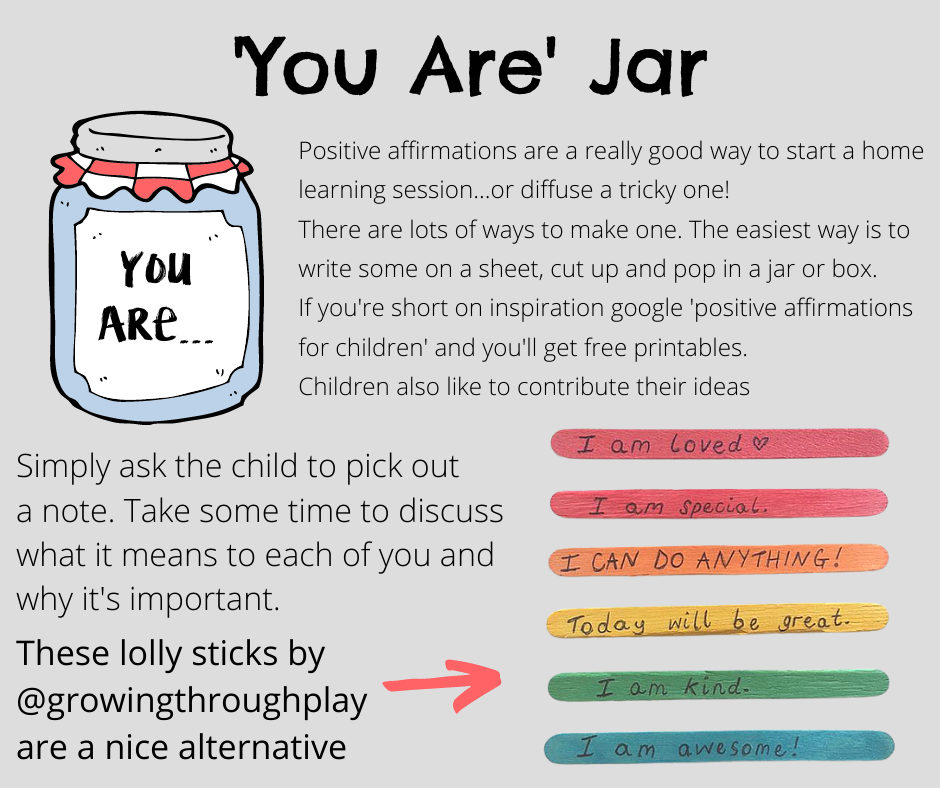 'You Are' Jar
YOU
ARE...
Positive affirmations are a really good way to start a home
learning session...or diffuse a tricky one!
There are lots of ways to make one. The easiest way is to
write some on a sheet, cut up and pop in a jar or box.
If you're short on inspiration google 'positive affirmations
for children' and you'll get free printables.
Children also like to contribute their ideas
Simply ask the child to pick out
a note. Take some time to discuss
what it means to each of you and
why it's important.
These lolly sticks by
@growingthroughplay
are a nice alternative
I am loved ♡
I am special.
I CAN DO ANYTHING!
Today will be great.
I am kind.
I am awesome!